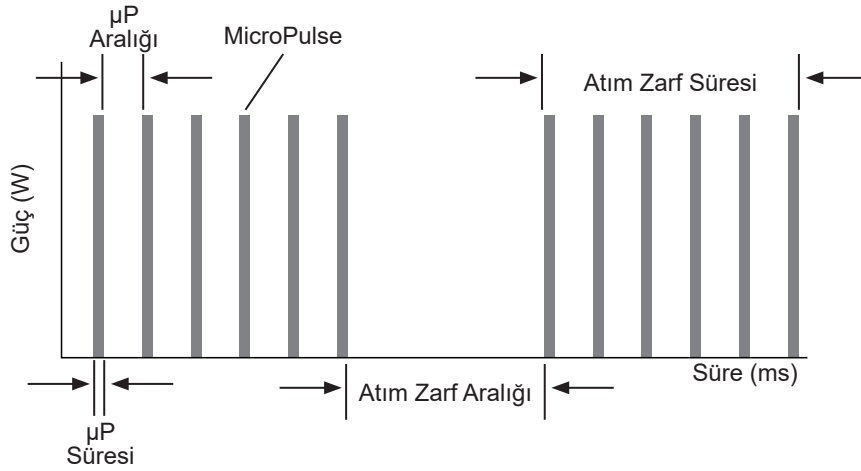 µP
Aralığı
MicroPulse
Atım Zarf Süresi
Güç (W)
Süre (ms)
Atım Zarf Aralığı
µP
Süresi